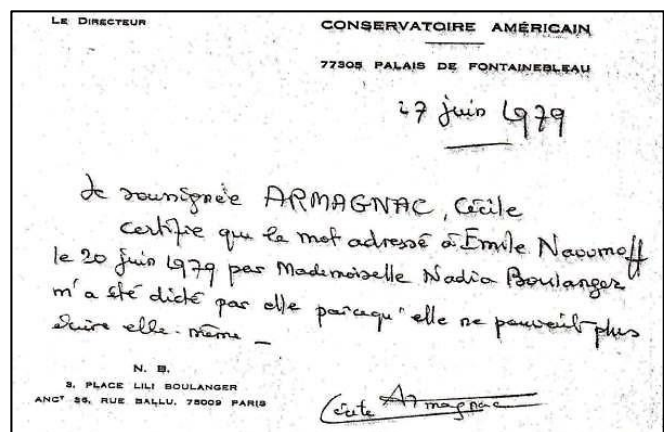 LE DIRECTEUR
CONSERVATOIRE AMÉRICAIN
77305 PALAIS DE FONTAINEBLEAU
27 juin 1979
Je soussignée ARMAGNAC, Cécile
certifie que le mot adressé à Émile Naoumoff
le 20 juin 1979 par Mademoiselle Nadia Boulanger
m'a été dicté par elle parcequ'elle ne pouvait plus
écrire elle-même –
N. B.
3, PLACE LILI BOULANGER
ANCT 36, RUE BALLU, 75009 PARIS
Cécile Armagnac